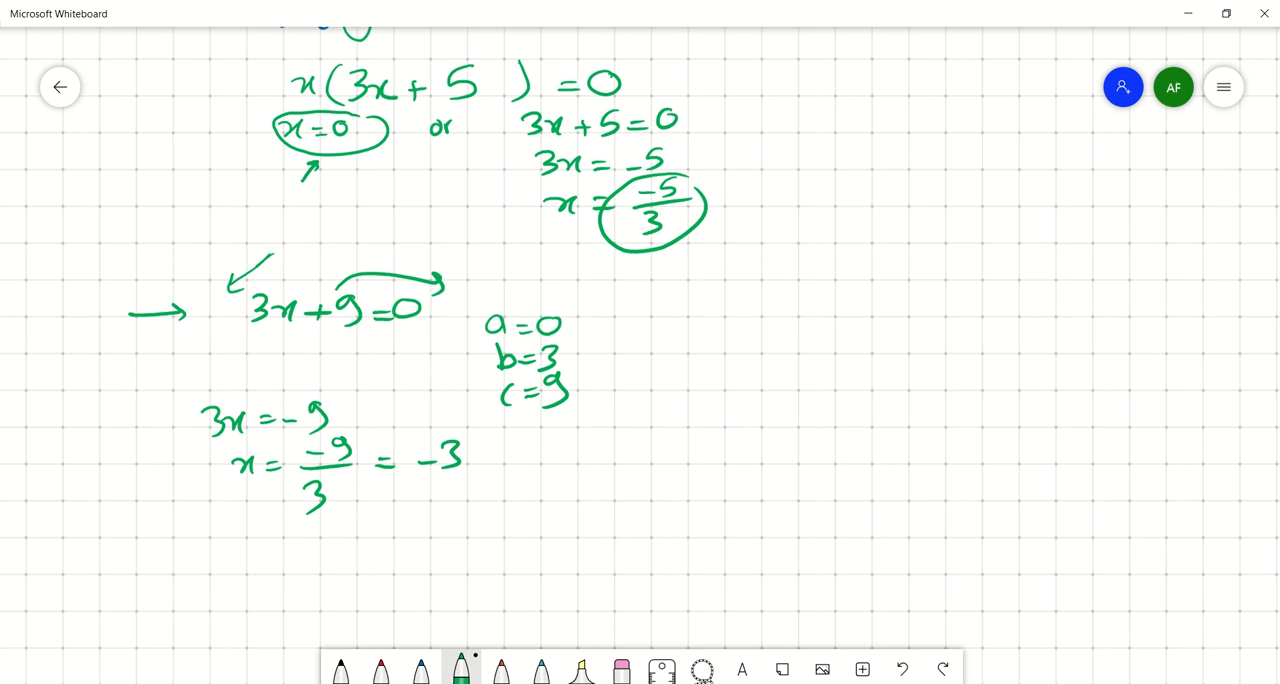 Microsoft Whiteboard
x(3x+5 )=0
x=0 or 3x+5=0
3x=-5
x=-5/3
AF
3x+9=0
a=0
b=3
c=9
3x=-9
x=-9/3=-3
A